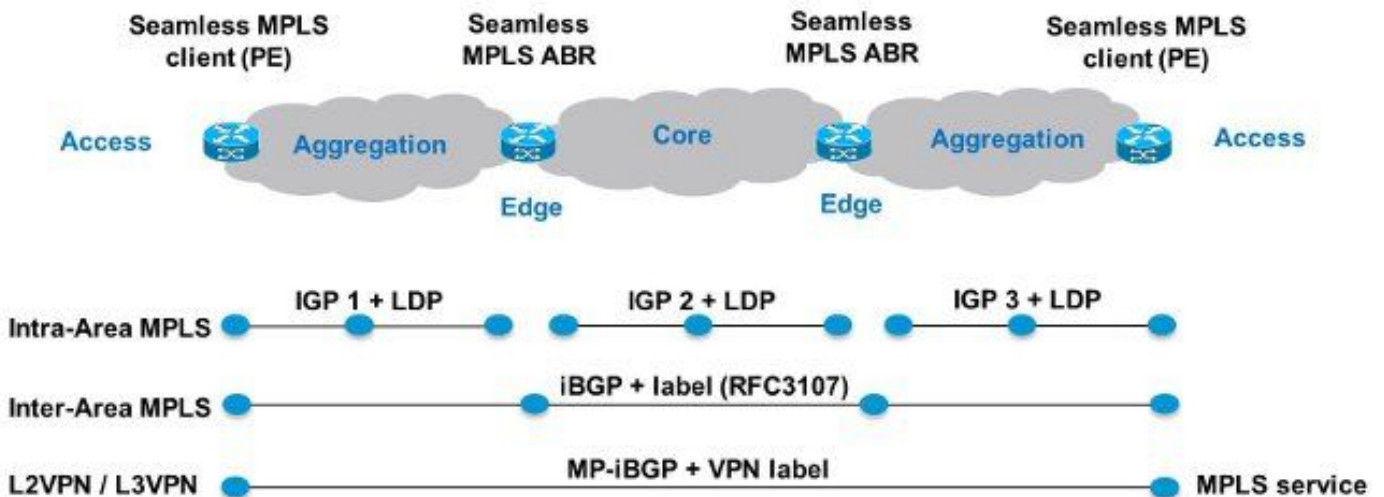 Seamless MPLS
client (PE)
Seamless
MPLS ABR
Seamless
MPLS ABR
Seamless MPLS
client (PE)
Access
Aggregation
Core
Aggregation
Access
Edge
Edge
IGP 1 + LDP
IGP 2 + LDP
IGP 3 + LDP
Intra-Area MPLS
iBGP + label (RFC3107)
Inter-Area MPLS
MP-iBGP + VPN label
L2VPN / L3VPN
MPLS service